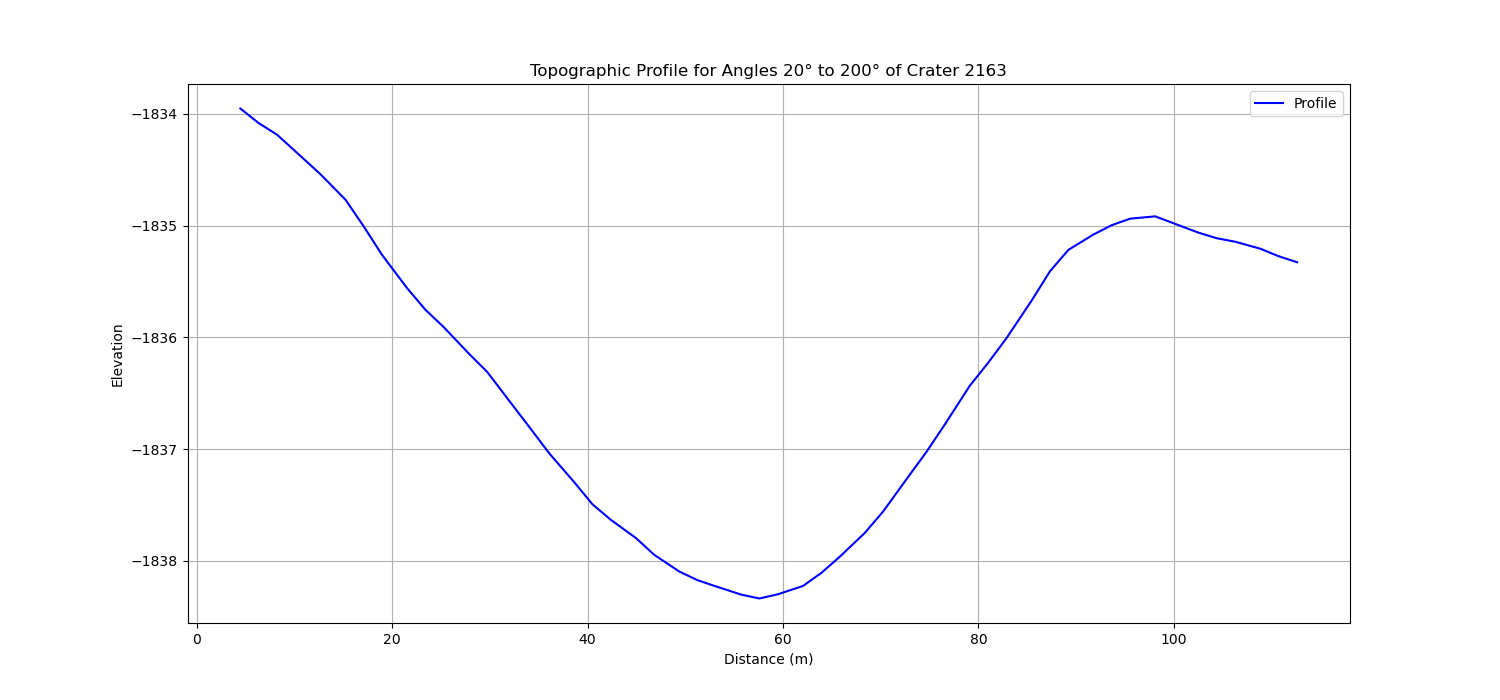 Topographic Profile for Angles 20° to 200° of Crater 2163
Profile
−1834
−1835
−1836
−1837
−1838
Elevation
0 20 40 60 80 100
Distance (m)